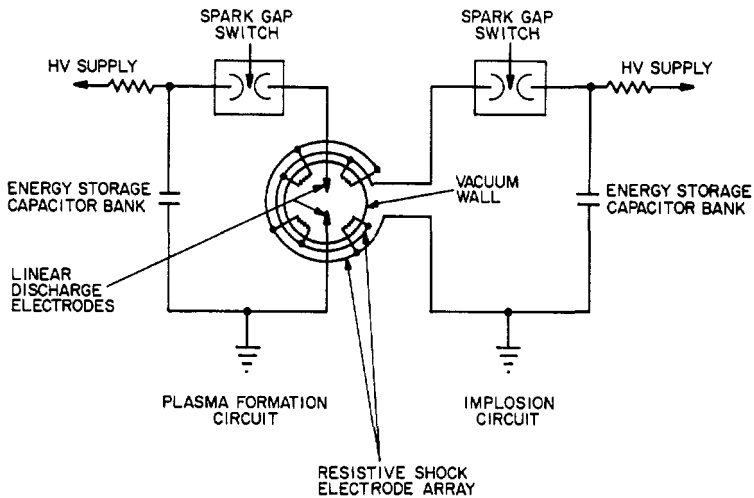 SPARK GAP
SWITCH
SPARK GAP
SWITCH
HV SUPPLY
HV SUPPLY
ENERGY STORAGE
CAPACITOR BANK
VACUUM
WALL
ENERGY STORAGE
CAPACITOR BANK
LINEAR
DISCHARGE
ELECTRODES
PLASMA FORMATION
CIRCUIT
IMPLOSION
CIRCUIT
RESISTIVE SHOCK
ELECTRODE ARRAY